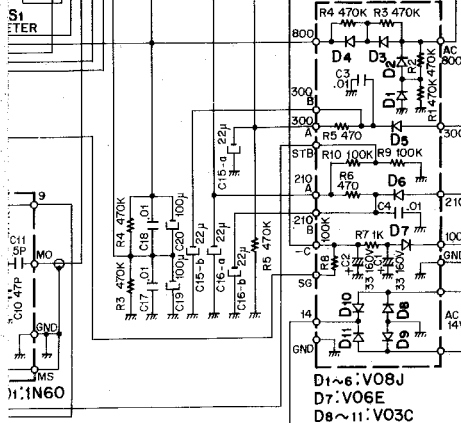 S1
METER
R4 470K R3 470K
800
D4 D3
AC
800
D2
R2 470K
C3
.01
D1
R1 470K
300
B
300
A
R5 470
D5
300
STB
R10 100K
R9 100K
22μ
C15-a
R6
470
D6
210
A
210
210
B
C4 .01
100K
D7
R7 1K
100
-C
R8
C2
33 160V
C1
33 160V
GND
SG
D10
D8
14
D11
D9
AC
14V
GND
9
C11
5P
MO
C10 47P
GND
MS
D1:1N60
R4 470K
C18 .01
C20 100μ
R3 470K
C17 .01
C19 100μ
C15-b 22μ
C16-a 22μ
C16-b 22μ
R5 470K
D1~6:V08J
D7:V06E
D8~11:V03C